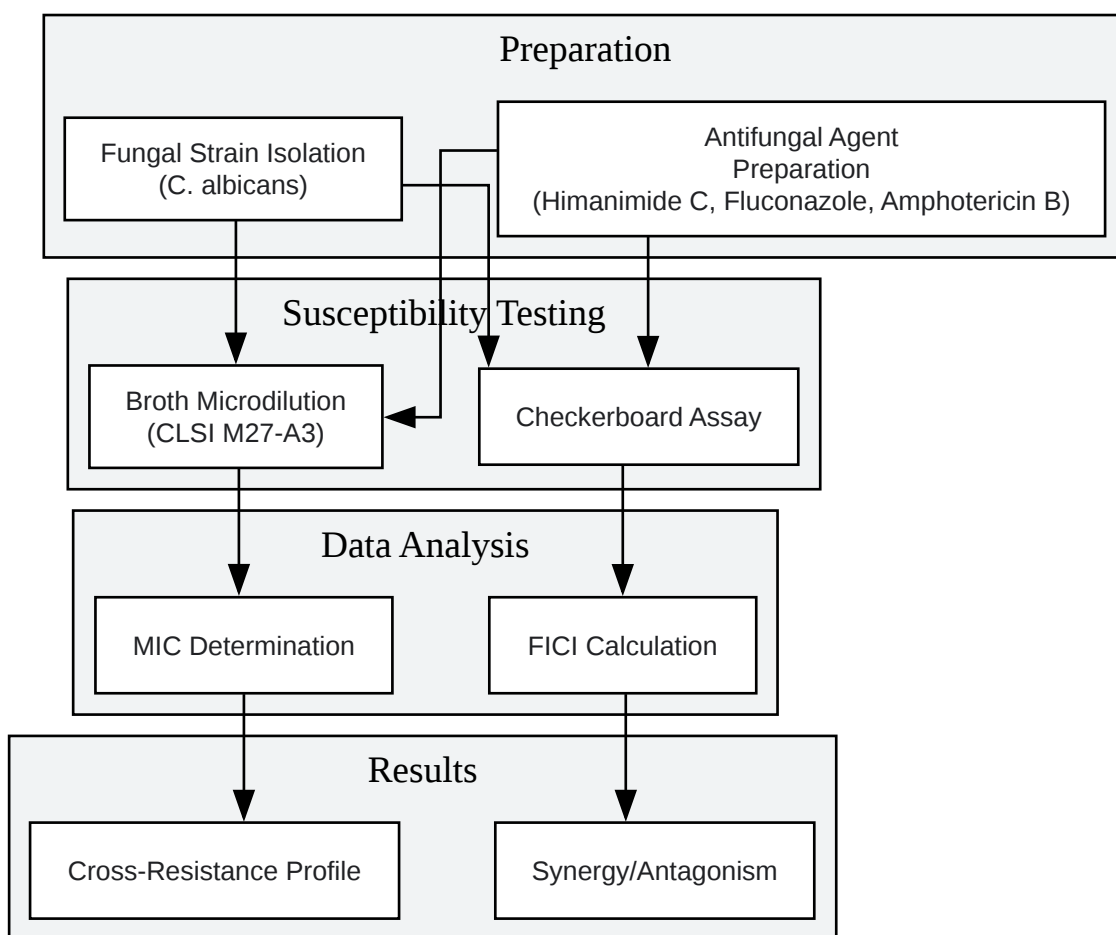 Preparation
Fungal Strain Isolation
(C. albicans)
Antifungal Agent
Preparation
(Himanimide C, Fluconazole, Amphotericin B)
Susceptibility Testing
Broth Microdilution
(CLSI M27-A3)
Checkerboard Assay
Data Analysis
MIC Determination
FICI Calculation
Results
Cross-Resistance Profile
Synergy/Antagonism